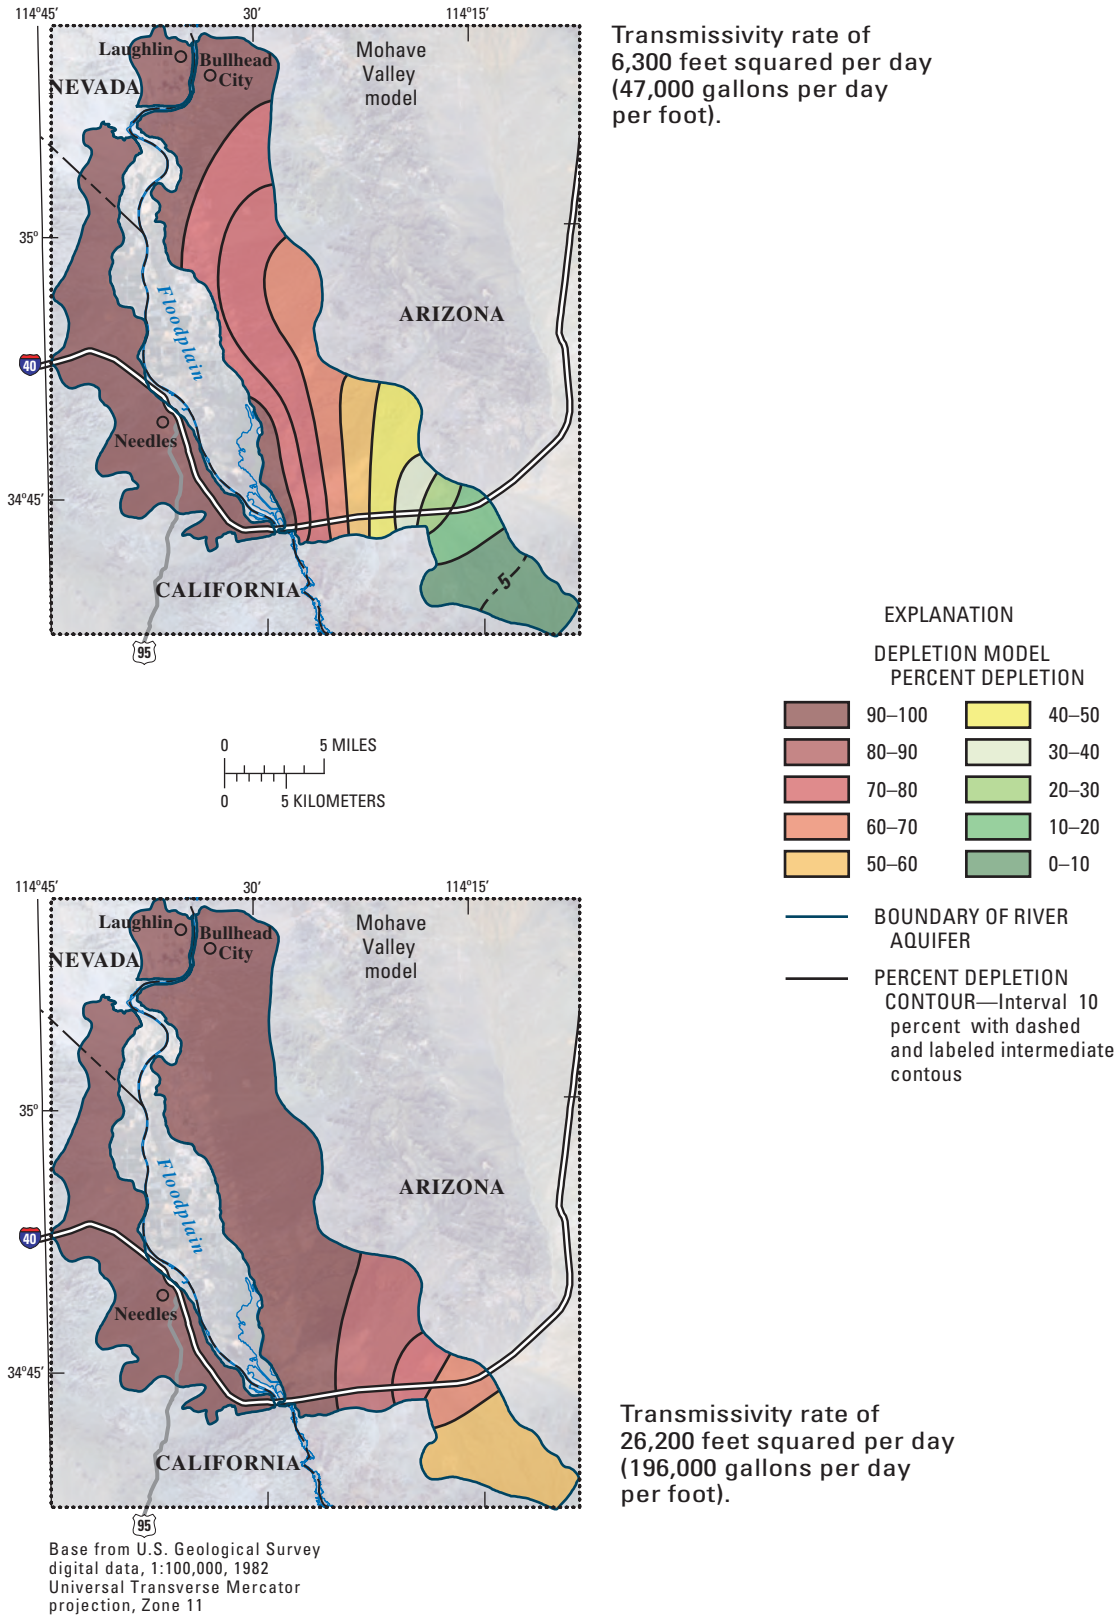 114°45′
30′
114°15′
Laughlin
Bullhead
City
NEVADA
Mohave
Valley
model
35°
Floodplain
ARIZONA
40
Needles
34°45′
CALIFORNIA
5
95
Transmissivity rate of
6,300 feet squared per day
(47,000 gallons per day
per foot).
0 5 MILES
0 5 KILOMETERS
EXPLANATION
DEPLETION MODEL
PERCENT DEPLETION
90–100
80–90
70–80
60–70
50–60
40–50
30–40
20–30
10–20
0–10
BOUNDARY OF RIVER
AQUIFER
PERCENT DEPLETION
CONTOUR—Interval 10
percent with dashed
and labeled intermediate
contous
114°45′
30′
114°15′
Laughlin
Bullhead
City
NEVADA
Mohave
Valley
model
35°
Floodplain
ARIZONA
40
Needles
34°45′
CALIFORNIA
95
Transmissivity rate of
26,200 feet squared per day
(196,000 gallons per day
per foot).
Base from U.S. Geological Survey
digital data, 1:100,000, 1982
Universal Transverse Mercator
projection, Zone 11